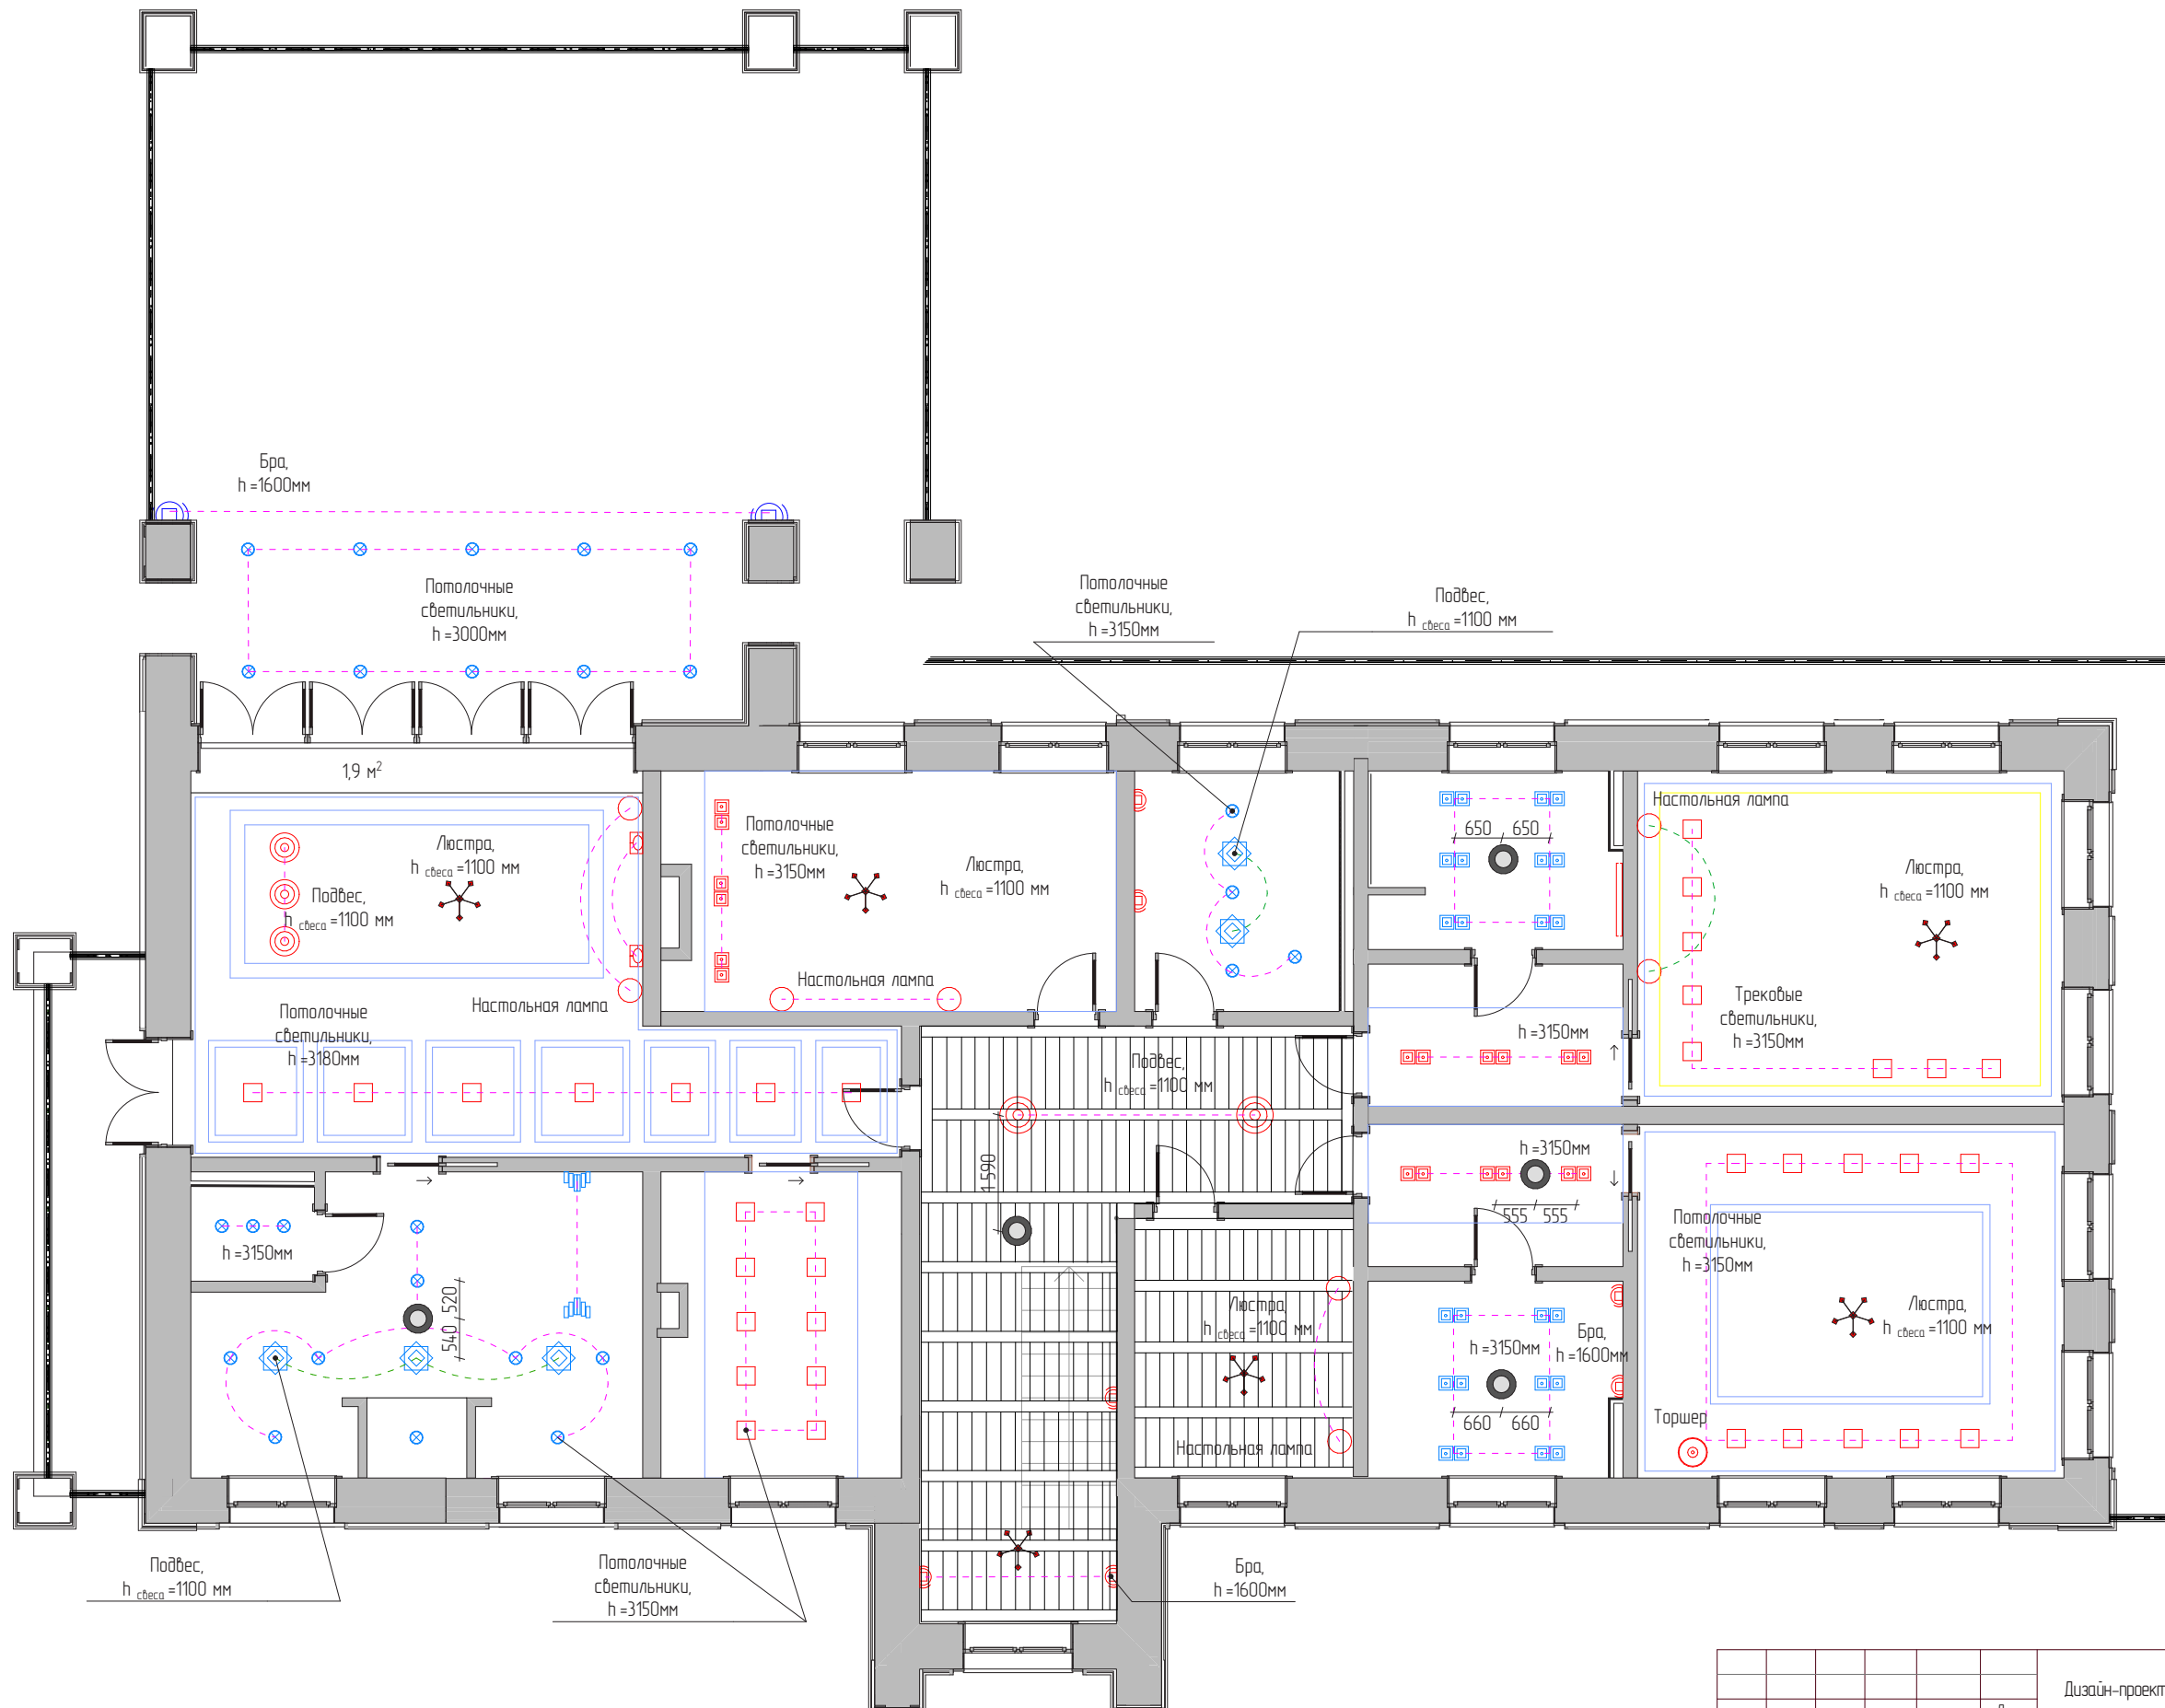 Бра,
h =1600мм
Потолочные
светильники,
h =3000мм
Потолочные
светильники,
h =3150мм
Подвес,
h свеса =1100 мм
1,9 м²
Люстра,
h свеса =1100 мм
Подвес,
h свеса =1100 мм
Потолочные
светильники,
h =3180мм
Настольная лампа
Потолочные
светильники,
h =3150мм
Люстра,
h свеса =1100 мм
Настольная лампа
650 650
Настольная лампа
Люстра,
h свеса =1100 мм
Трековые
светильники,
h =3150мм
h =3150мм
Подвес,
h свеса =1100 мм
1 590
h =3150мм
555 555
h =3150мм
540 520
Потолочные
светильники,
h =3150мм
Люстра,
h свеса =1100 мм
Люстра,
h свеса =1100 мм
Настольная лампа
h =3150мм
Бра,
h =1600мм
660 660
Торшер
Подвес,
h свеса =1100 мм
Потолочные
светильники,
h =3150мм
Бра,
h =1600мм
Дизайн-проект